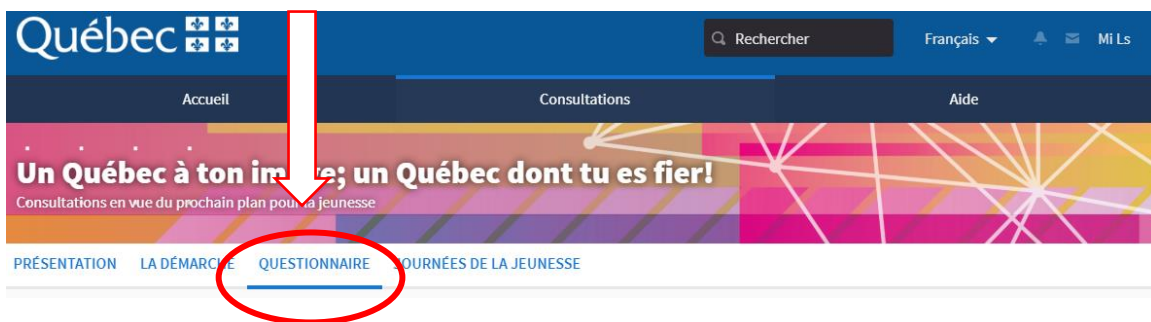 Québec
Rechercher
Français
Mi Ls
Accueil
Consultations
Aide
Un Québec à ton im e; un Québec dont tu es fier!
Consultations en vue du prochain plan pour la jeunesse
PRÉSENTATION LA DÉMARCHE QUESTIONNAIRE JOURNÉES DE LA JEUNESSE